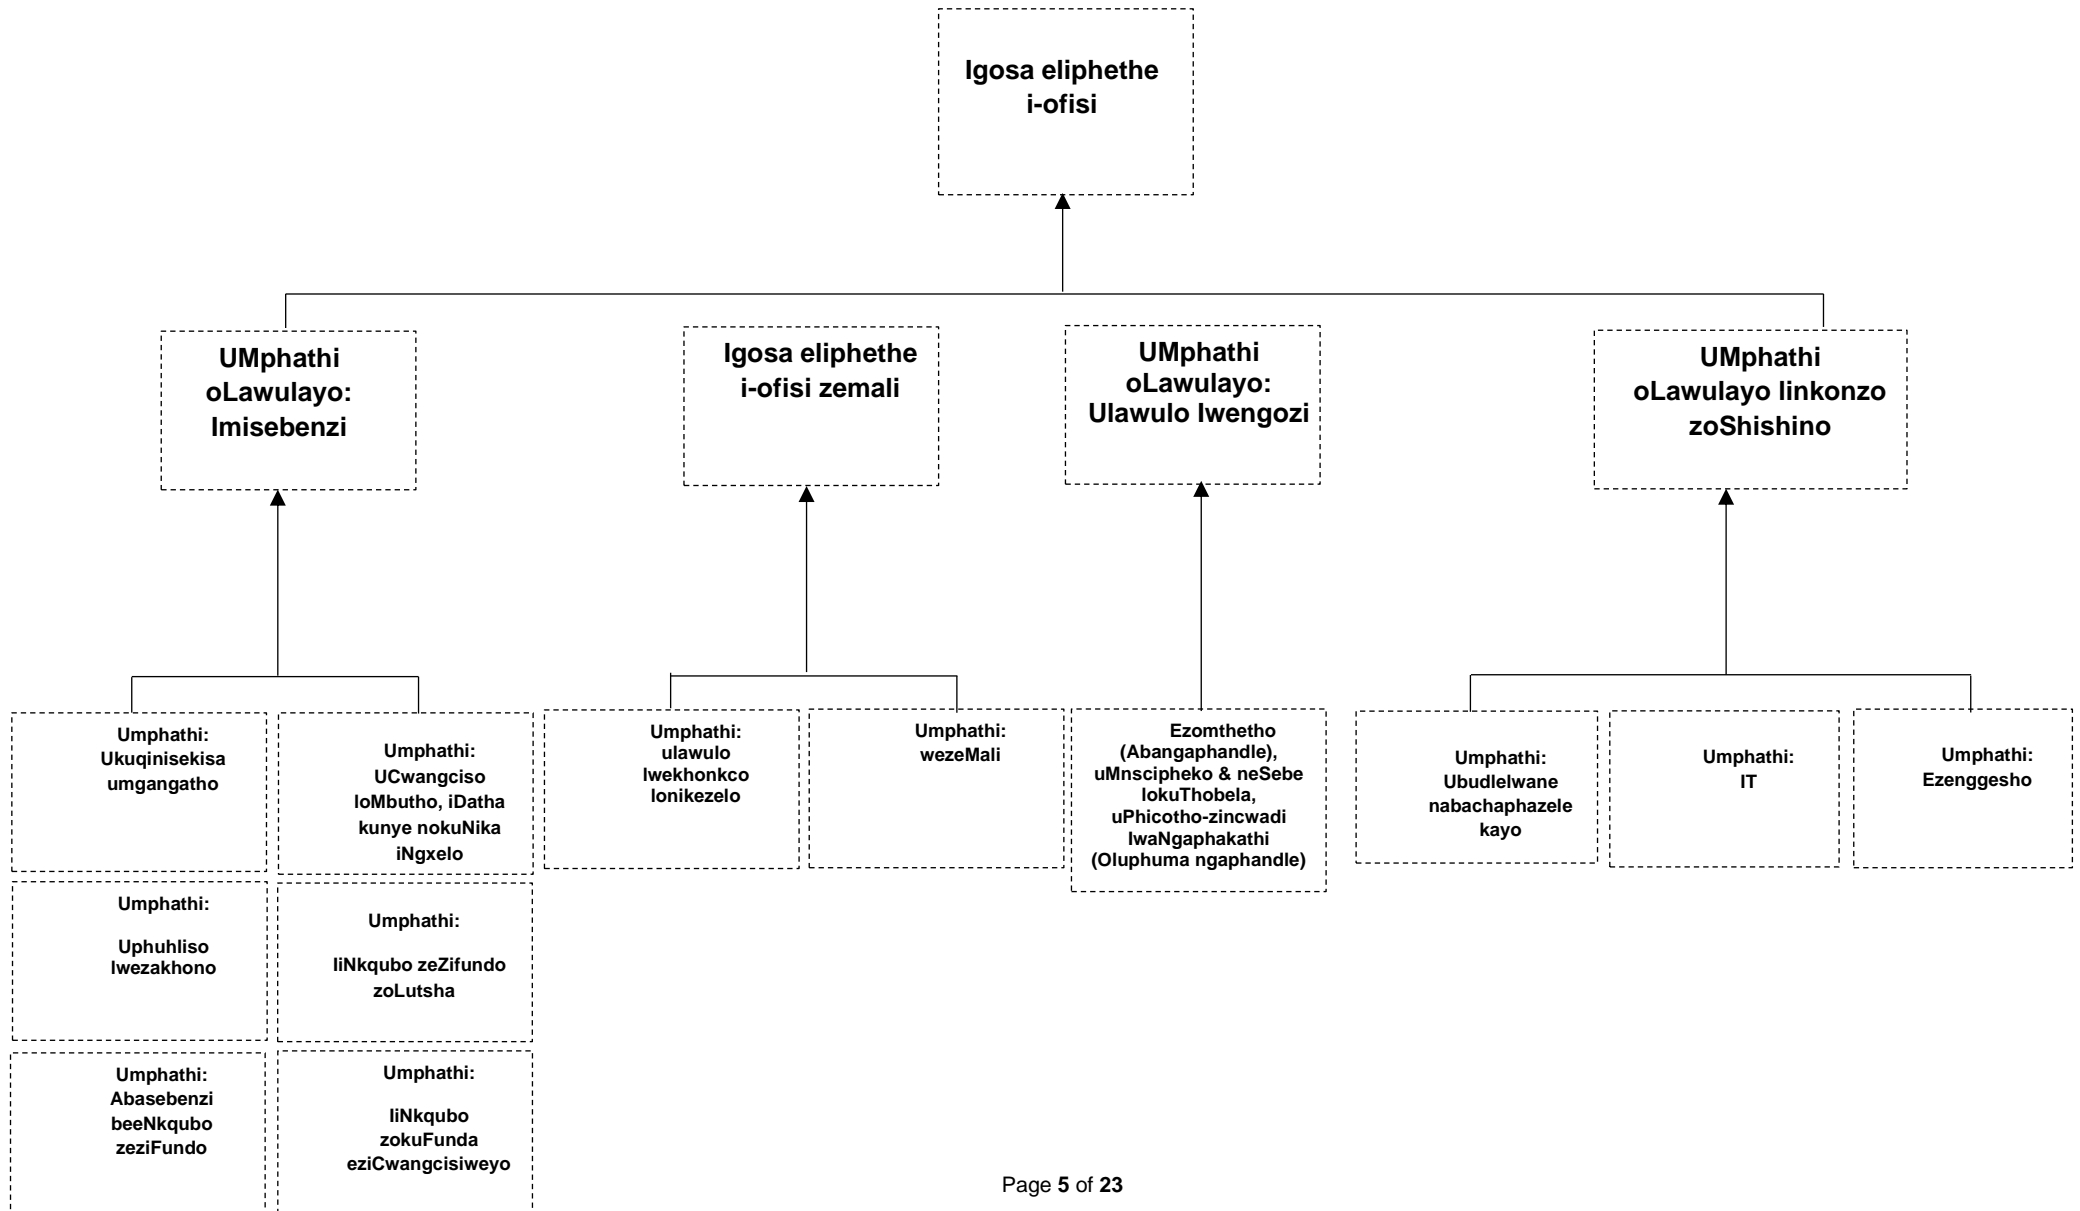 Igosa eliphethe
i-ofisi
UMphathi
oLawulayo:
Imisebenzi
Igosa eliphethe
i-ofisi zemali
UMphathi
oLawulayo:
Ulawulo lwengozi
UMphathi
oLawulayo Iinkonzo
zoShishino
Umphathi:
Ukuqinisekisa
umgangatho
Umphathi:
UCwangciso
loMbutho, iDatha
kunye nokuNika
iNgxelo
Umphathi:
ulawulo
lwekhonkco
lonikezelo
Umphathi:
wezeMali
Ezomthetho
(Abangaphandle),
uMnscipheko & neSebe
lokuThobela,
uPhicotho-zincwadi
lwaNgaphakathi
(Oluphuma ngaphandle)
Umphathi:
Ubudlelwane
nabachaphazele
kayo
Umphathi:
IT
Umphathi:
Ezenggesho
Umphathi:
Uphuhliso
lwezakhono
Umphathi:
IiNkqubo zeZifundo
zoLutsha
Umphathi:
Abasebenzi
beeNkqubo
zeziFundo
Umphathi:
IiNkqubo
zokuFunda
eziCwangcisiweyo
Page 5 of 23